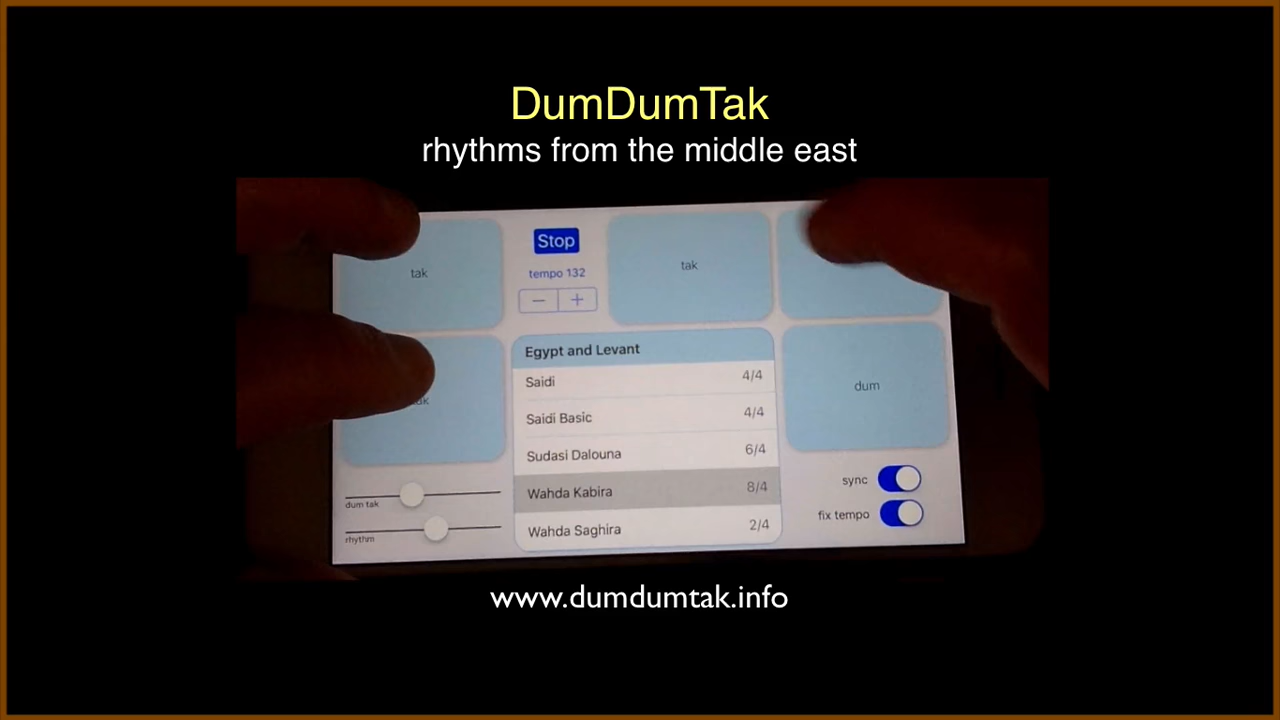 DumDumTak
rhythms from the middle east
tak
Stop
tempo 132
− +
tak
Egypt and Levant
Saidi 4/4
Saidi Basic 4/4
Sudasi Dalouna 6/4
Wahda Kabira 8/4
Wahda Saghira 2/4
dum
dum tak
rhythm
sync
fix tempo
www.dumdumtak.info